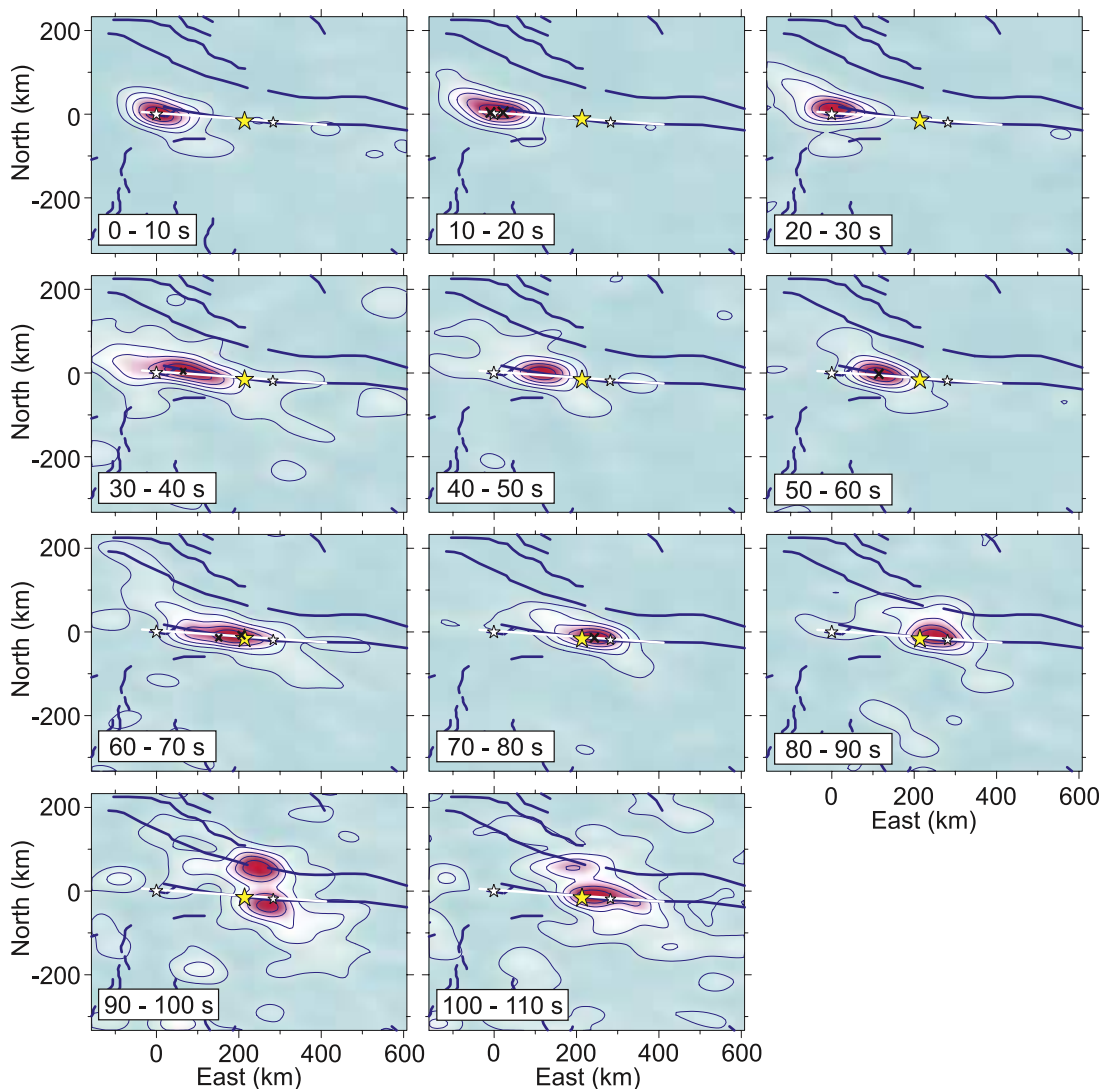 200
0
-200
North (km)
0 - 10 s
10 - 20 s
20 - 30 s
200
0
-200
North (km)
30 - 40 s
40 - 50 s
50 - 60 s
200
0
-200
North (km)
60 - 70 s
70 - 80 s
80 - 90 s
0 200 400 600
East (km)
200
0
-200
North (km)
90 - 100 s
100 - 110 s
0 200 400 600
0 200 400 600
East (km)
East (km)